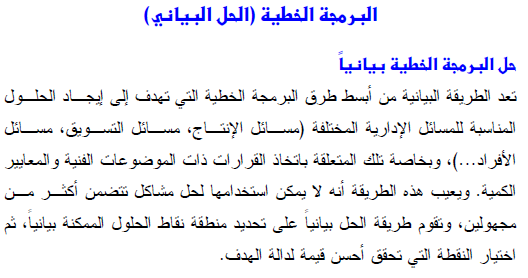 البرمجة الخطية (الحل البياني)
حل البرمجة الخطية بيانياً
تعد الطريقة البيانية من أبسط طرق البرمجة الخطية التي تهدف إلى إيجاد الحلول
المناسبة للمسائل الإدارية المختلفة (مسائل الإنتاج، مسائل التسويق، مسائل
الأفراد...)، وبخاصة تلك المتعلقة باتخاذ القرارات ذات الموضوعات الفنية والمعايير
الكمية. ويعيب هذه الطريقة أنه لا يمكن استخدامها لحل مشاكل تتضمن أكثر من
مجهولين، وتقوم طريقة الحل بيانياً على تحديد منطقة نقاط الحلول الممكنة بيانياً، ثم
اختيار النقطة التي تحقق أحسن قيمة لدالة الهدف.